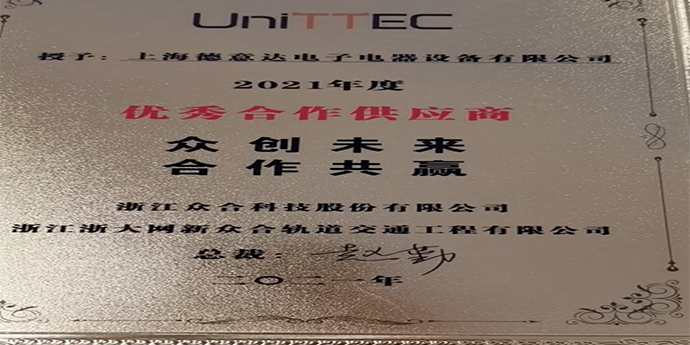 UniTTEC
授予：上海德意达电子电器设备有限公司
2021年度
优秀合作供应商
众创未来
合作共赢
浙江众合科技股份有限公司
浙江浙大网新众合轨道交通工程有限公司
总裁：赵勤
二〇二一年